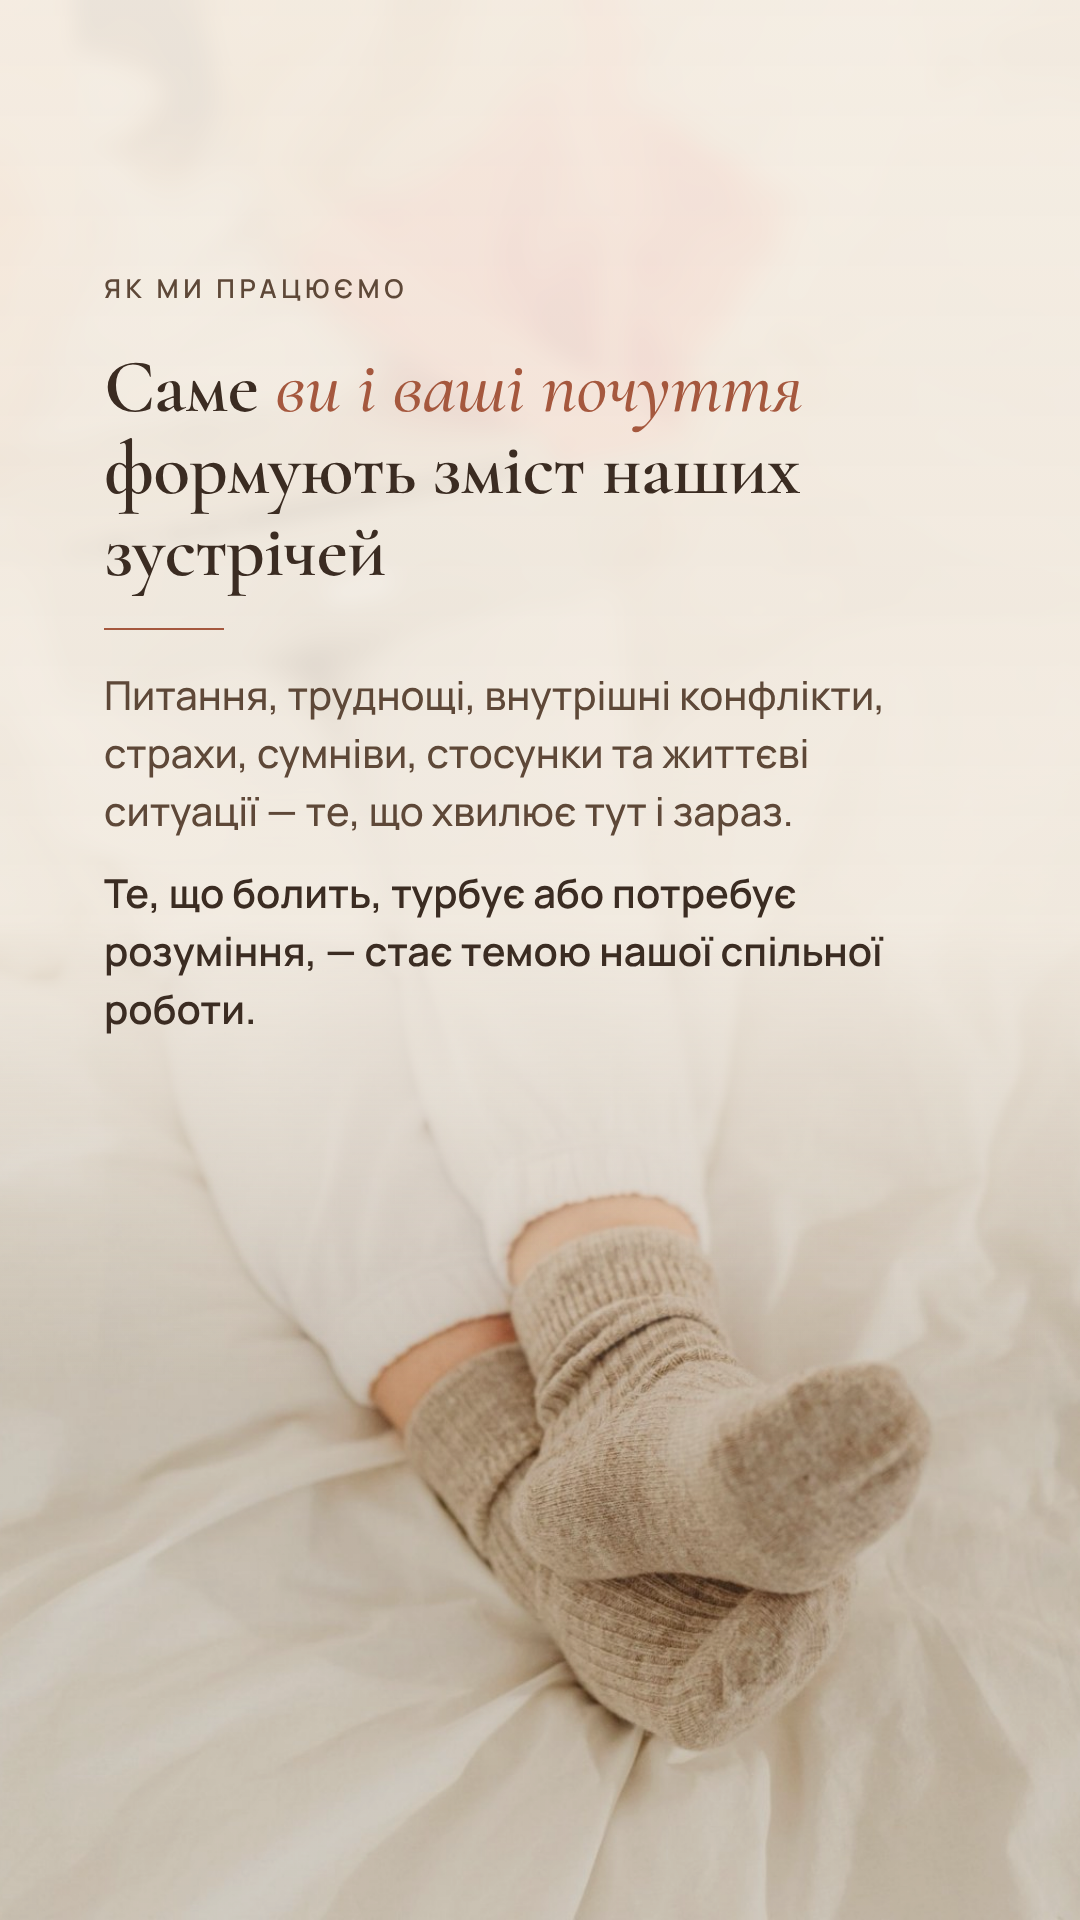 ЯК МИ ПРАЦЮЄМО
Саме ви і ваші почуття
формують зміст наших
зустрічей
Питання, труднощі, внутрішні конфлікти,
страхи, сумніви, стосунки та життєві
ситуації — те, що хвилює тут і зараз.
Те, що болить, турбує або потребує
розуміння, — стає темою нашої спільної
роботи.